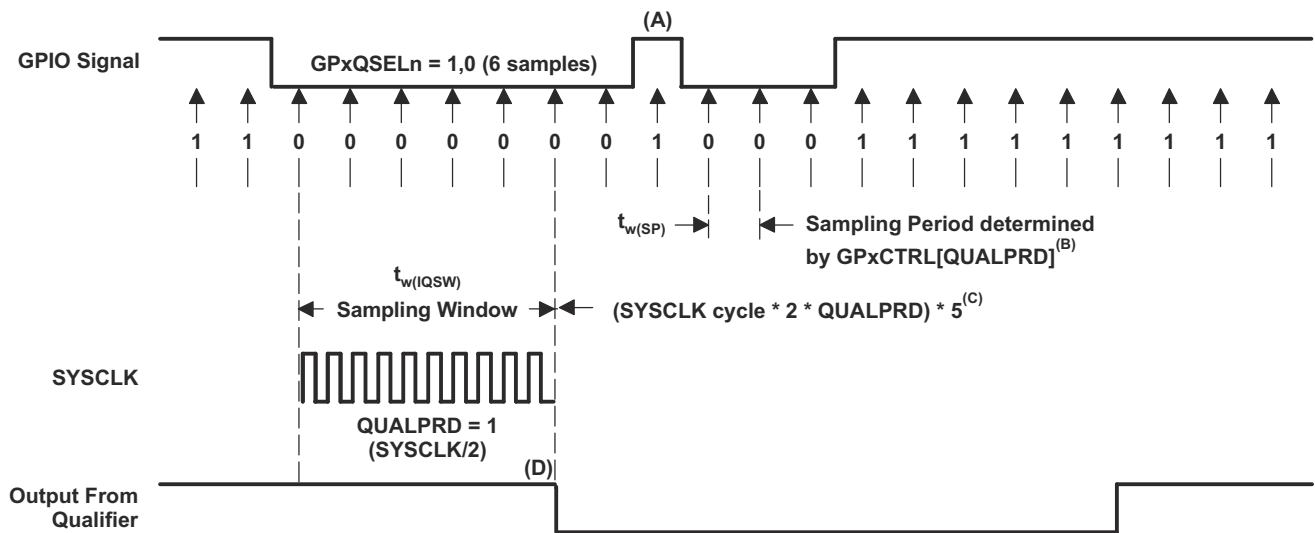 (A)
GPIO Signal
GPxQSELn = 1,0 (6 samples)
1 1 0 0 0 0 0 0 0 1 0 0 0 1 1 1 1 1 1 1 1 1
tw(SP)
Sampling Period determined
by GPxCTRL[QUALPRD](B)
tw(IQSW)
Sampling Window
(SYSCLK cycle * 2 * QUALPRD) * 5(C)
SYSCLK
QUALPRD = 1
(SYSCLK/2)
(D)
Output From
Qualifier